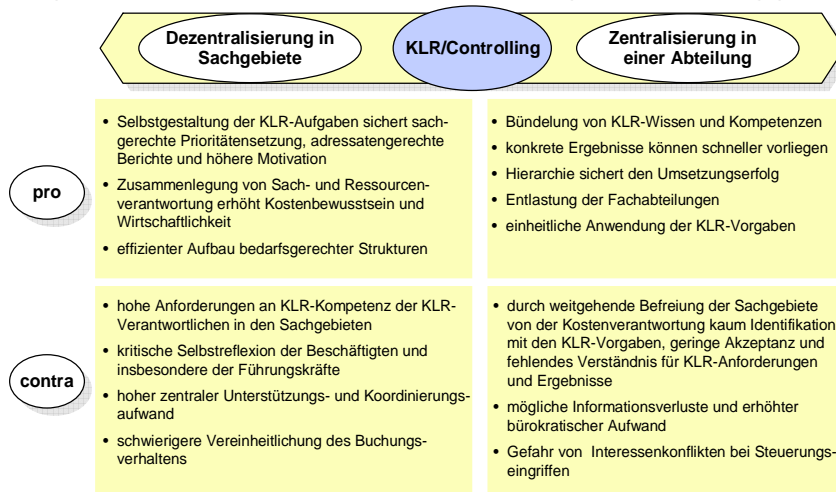 Dezentralisierung in
Sachgebiete
KLR/Controlling
Zentralisierung in
einer Abteilung
pro
• Selbstgestaltung der KLR-Aufgaben sichert sach-
gerechte Prioritätensetzung, adressatengerechte
Berichte und höhere Motivation
• Zusammenlegung von Sach- und Ressourcen-
verantwortung erhöht Kostenbewusstsein und
Wirtschaftlichkeit
• effizienter Aufbau bedarfsgerechter Strukturen
• Bündelung von KLR-Wissen und Kompetenzen
• konkrete Ergebnisse können schneller vorliegen
• Hierarchie sichert den Umsetzungserfolg
• Entlastung der Fachabteilungen
• einheitliche Anwendung der KLR-Vorgaben
contra
• hohe Anforderungen an KLR-Kompetenz der KLR-
Verantwortlichen in den Sachgebieten
• kritische Selbstreflexion der Beschäftigten und
insbesondere der Führungskräfte
• hoher zentraler Unterstützungs- und Koordinierungs-
aufwand
• schwierigere Vereinheitlichung des Buchungs-
verhaltens
• durch weitgehende Befreiung der Sachgebiete
von der Kostenverantwortung kaum Identifikation
mit den KLR-Vorgaben, geringe Akzeptanz und
fehlendes Verständnis für KLR-Anforderungen
und Ergebnisse
• mögliche Informationsverluste und erhöhter
bürokratischer Aufwand
• Gefahr von Interessenkonflikten bei Steuerungs-
eingriffen